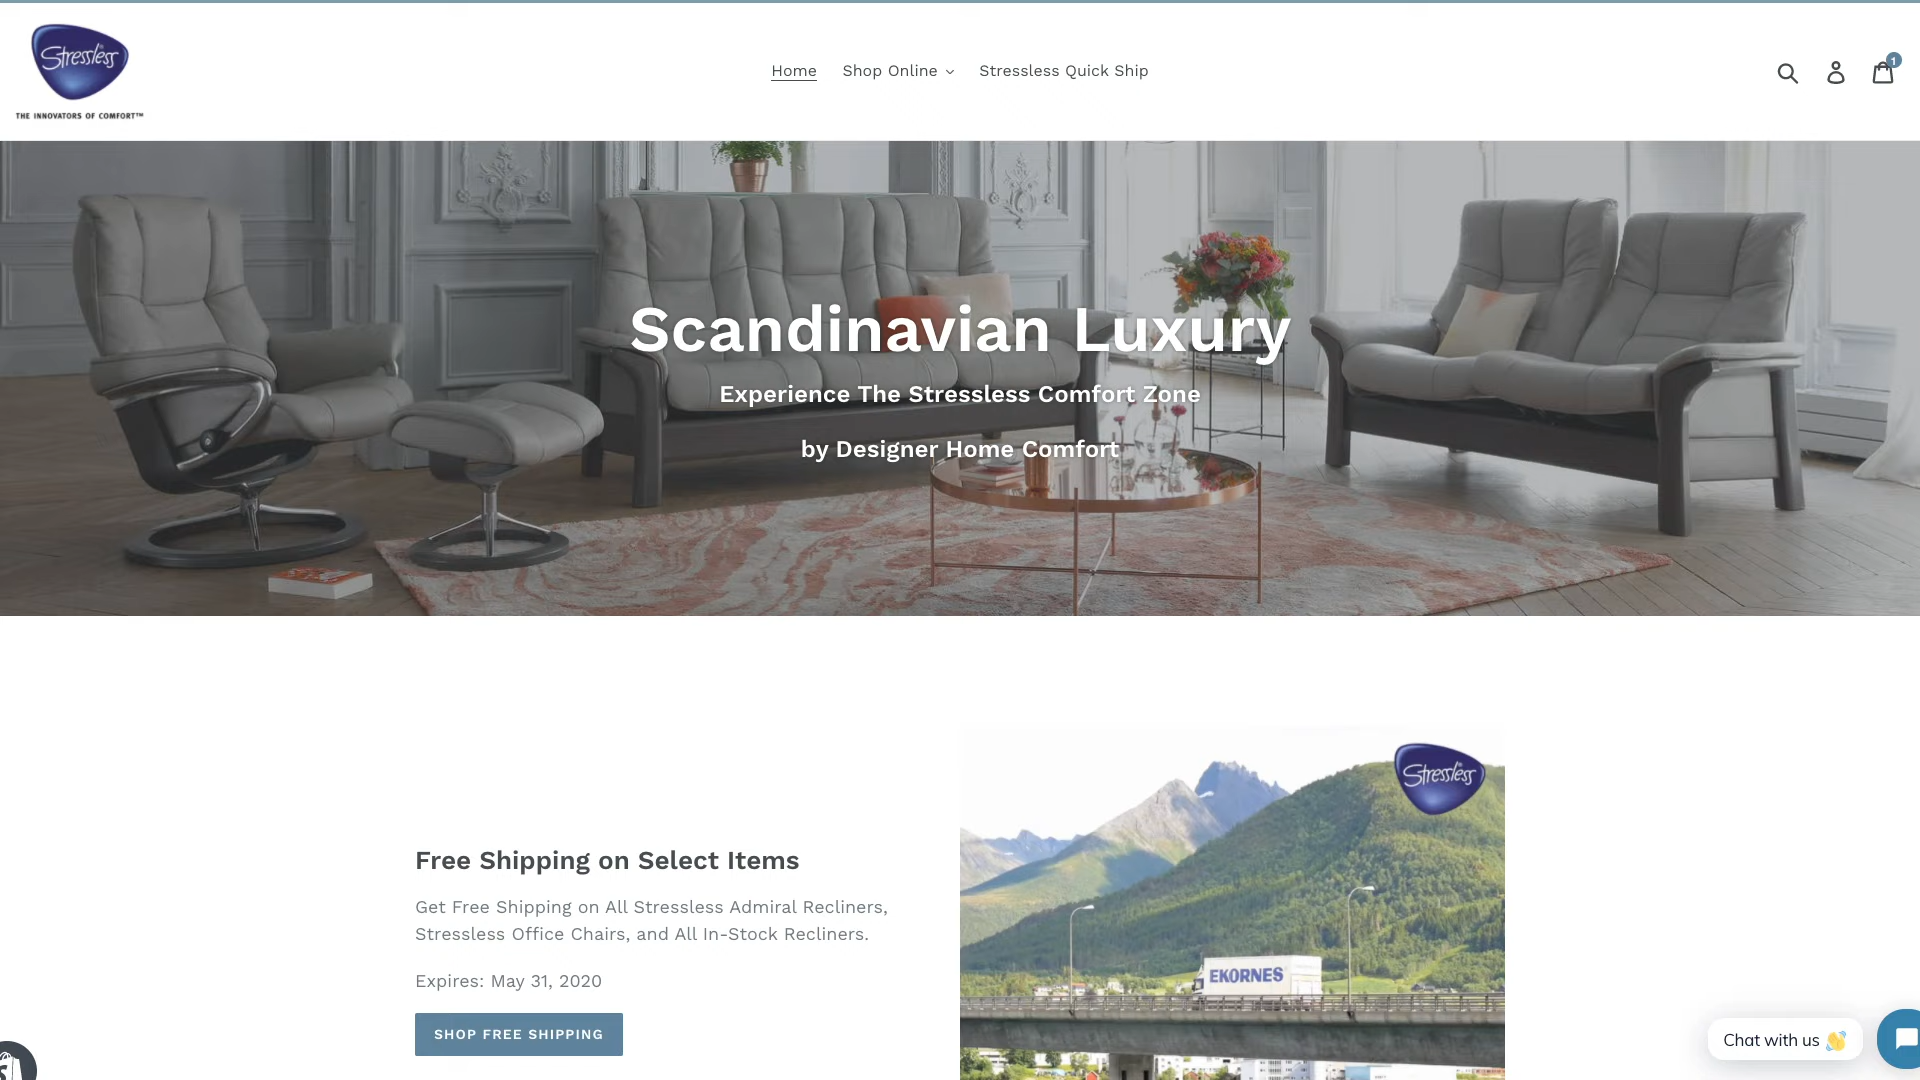 Stressless®
THE INNOVATORS OF COMFORT™
Home
Shop Online
Stressless Quick Ship
1
Scandinavian Luxury
Experience The Stressless Comfort Zone
by Designer Home Comfort
Free Shipping on Select Items
Get Free Shipping on All Stressless Admiral Recliners,
Stressless Office Chairs, and All In-Stock Recliners.
Expires: May 31, 2020
SHOP FREE SHIPPING
Stressless®
EKORNES
Chat with us 👋